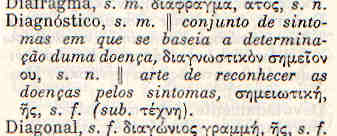 Diafragma, s. m. διάφραγμα, ατος, s. n.
Diagnóstico, s. m. ‖ conjunto de sinto-
mas em que se baseia a determina-
ção duma doença, διαγνωστικὸν σημεῖον
ου, s. n. ‖ arte de reconhecer as
doenças pelos sintomas, σημειωτική,
ῆς, s. f. (sub. τέχνη).
Diagonal, s. f. διαγώνιος γραμμή, ῆς, s. f.